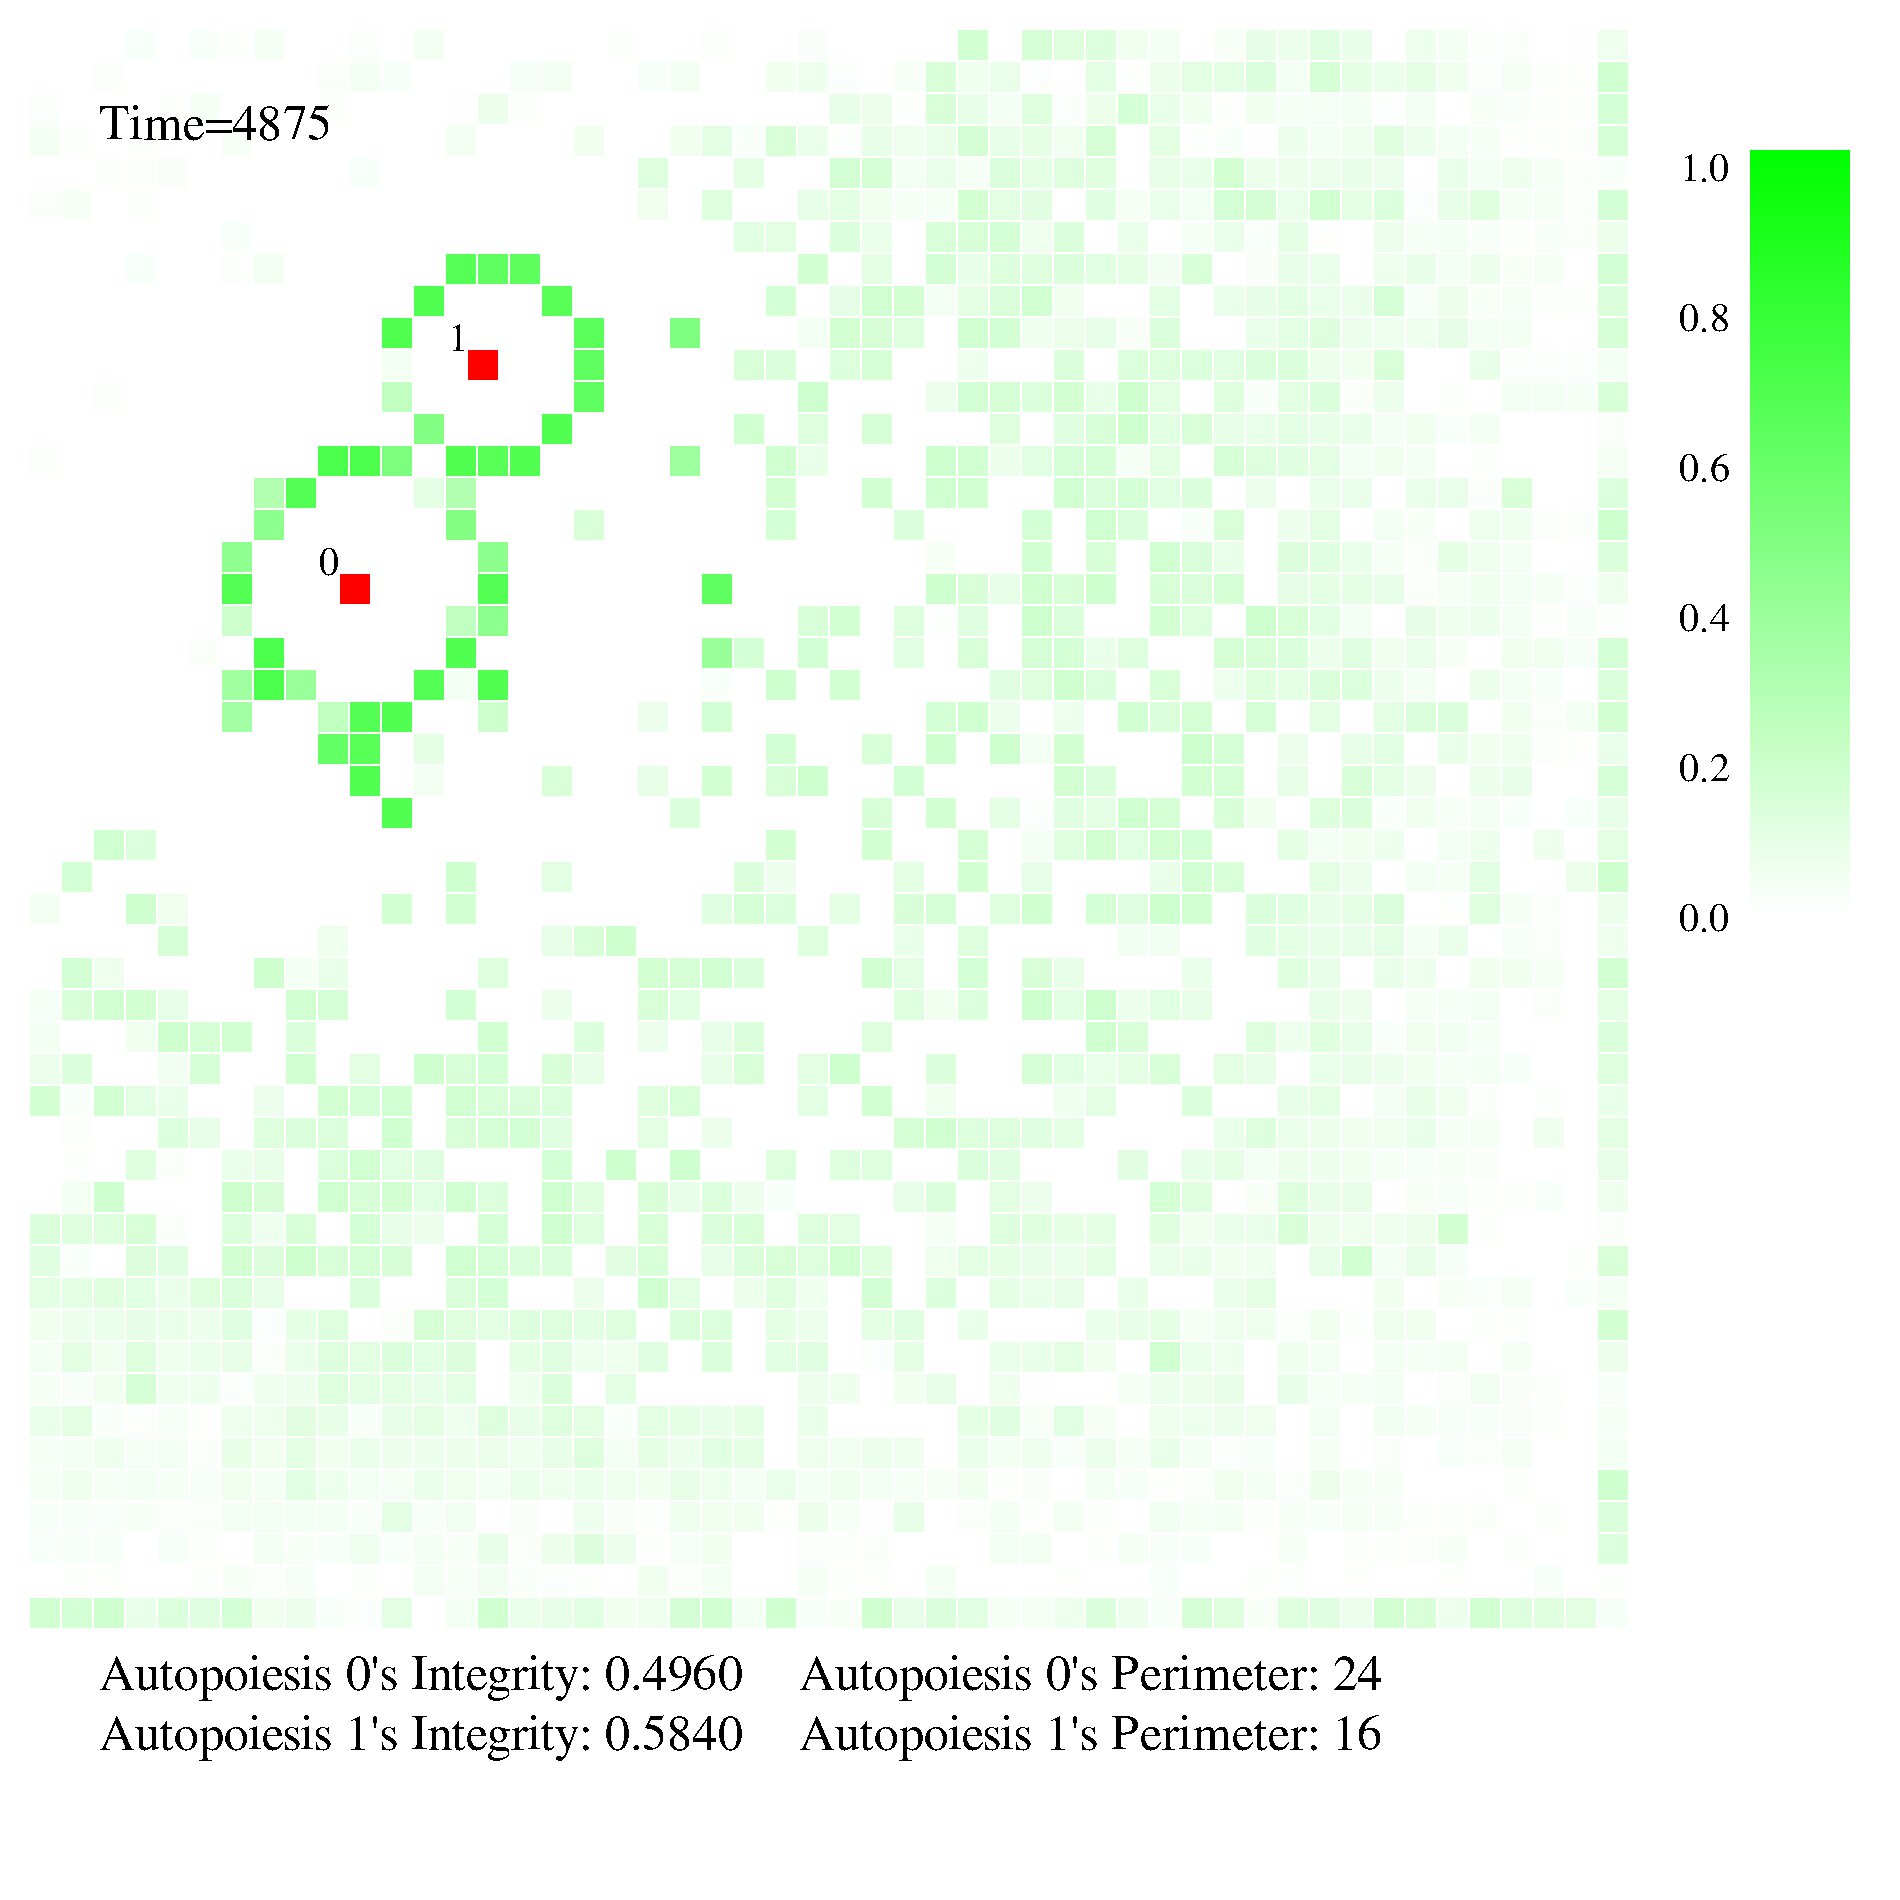 Time=4875
1.0
0.8
1
0.6
0
0.4
0.2
0.0
Autopoiesis 0's Integrity: 0.4960 Autopoiesis 0's Perimeter: 24
Autopoiesis 1's Integrity: 0.5840 Autopoiesis 1's Perimeter: 16